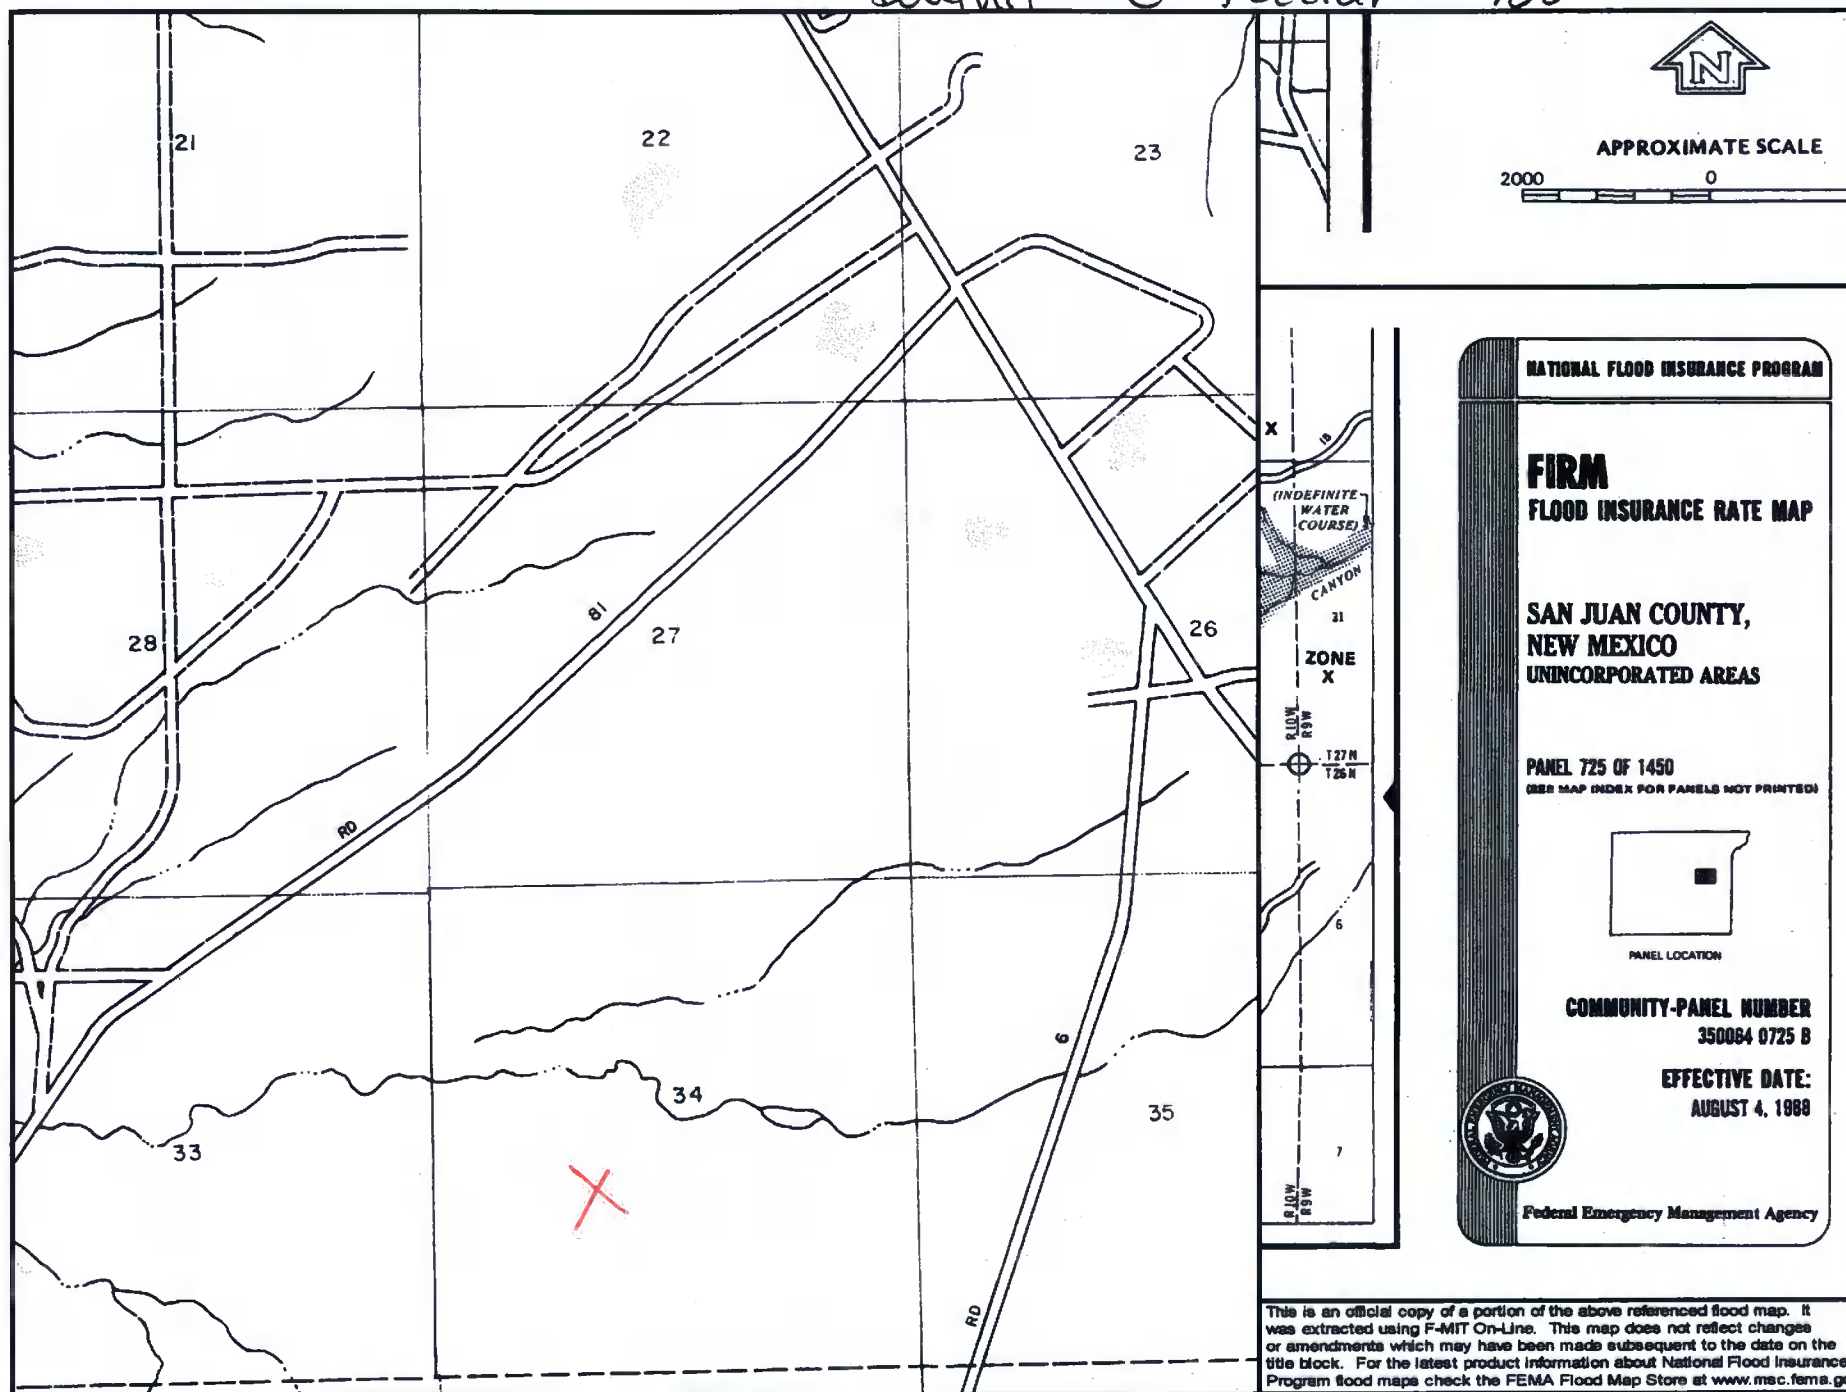 21
22
23
28
81
27
26
RD
6
34
35
33
RD
N
APPROXIMATE SCALE
2000 0
X
18
(INDEFINITE
WATER
COURSE)
CANYON
31
ZONE
X
R10W
R9W
T27N
T26N
6
7
R10W
R9W
NATIONAL FLOOD INSURANCE PROGRAM
FIRM
FLOOD INSURANCE RATE MAP
SAN JUAN COUNTY,
NEW MEXICO
UNINCORPORATED AREAS
PANEL 725 OF 1450
(SEE MAP INDEX FOR PANELS NOT PRINTED)
PANEL LOCATION
COMMUNITY-PANEL NUMBER
350064 0725 B
EFFECTIVE DATE:
AUGUST 4, 1988
Federal Emergency Management Agency
This is an official copy of a portion of the above referenced flood map. It
was extracted using F-MIT On-Line. This map does not reflect changes
or amendments which may have been made subsequent to the date on the
title block. For the latest product information about National Flood Insurance
Program flood maps check the FEMA Flood Map Store at www.msc.fema.g